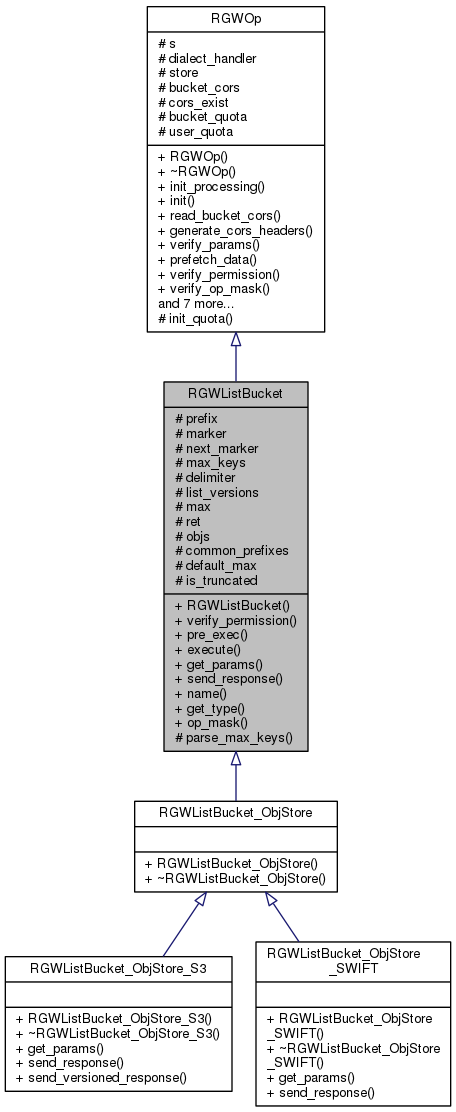 RGWOp
# s
# dialect_handler
# store
# bucket_cors
# cors_exist
# bucket_quota
# user_quota
+ RGWOp()
+ ~RGWOp()
+ init_processing()
+ init()
+ read_bucket_cors()
+ generate_cors_headers()
+ verify_params()
+ prefetch_data()
+ verify_permission()
+ verify_op_mask()
and 7 more...
# init_quota()
RGWListBucket
# prefix
# marker
# next_marker
# max_keys
# delimiter
# list_versions
# max
# ret
# objs
# common_prefixes
# default_max
# is_truncated
+ RGWListBucket()
+ verify_permission()
+ pre_exec()
+ execute()
+ get_params()
+ send_response()
+ name()
+ get_type()
+ op_mask()
# parse_max_keys()
RGWListBucket_ObjStore
+ RGWListBucket_ObjStore()
+ ~RGWListBucket_ObjStore()
RGWListBucket_ObjStore_S3
+ RGWListBucket_ObjStore_S3()
+ ~RGWListBucket_ObjStore_S3()
+ get_params()
+ send_response()
+ send_versioned_response()
RGWListBucket_ObjStore
_SWIFT
+ RGWListBucket_ObjStore
_SWIFT()
+ ~RGWListBucket_ObjStore
_SWIFT()
+ get_params()
+ send_response()